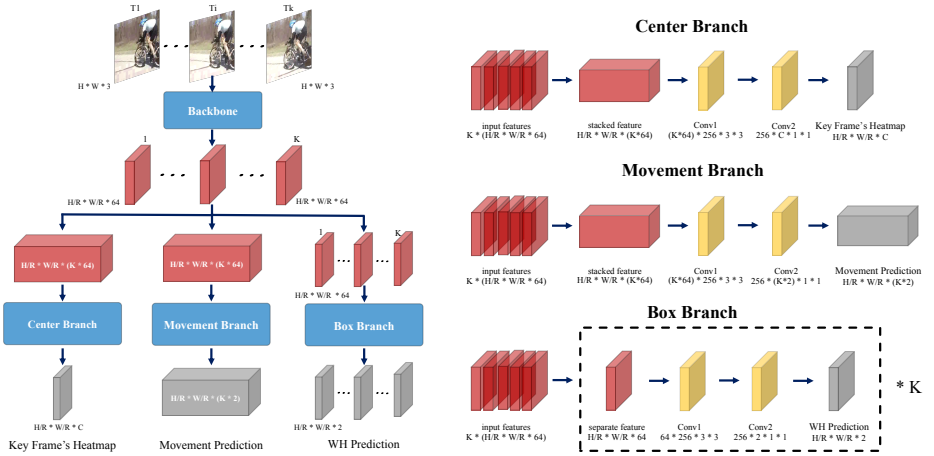 T1
Ti
Tk
H * W * 3
H * W * 3
Backbone
1
K
H/R * W/R * 64
H/R * W/R * 64
H/R * W/R * (K * 64)
H/R * W/R * (K * 64)
1
K
H/R * W/R * 64
Center Branch
Movement Branch
Box Branch
H/R * W/R * C
H/R * W/R * (K * 2)
H/R * W/R * 2
Key Frame's Heatmap
Movement Prediction
WH Prediction
Center Branch
input features
K * (H/R * W/R * 64)
stacked feature
H/R * W/R * (K*64)
Conv1
(K*64) * 256 * 3 * 3
Conv2
256 * C * 1 * 1
Key Frame's Heatmap
H/R * W/R * C
Movement Branch
input features
K * (H/R * W/R * 64)
stacked feature
H/R * W/R * (K*64)
Conv1
(K*64) * 256 * 3 * 3
Conv2
256 * (K*2) * 1 * 1
Movement Prediction
H/R * W/R * (K*2)
Box Branch
input features
K * (H/R * W/R * 64)
separate feature
H/R * W/R * 64
Conv1
64 * 256 * 3 * 3
Conv2
256 * 2 * 1 * 1
WH Prediction
H/R * W/R * 2
* K